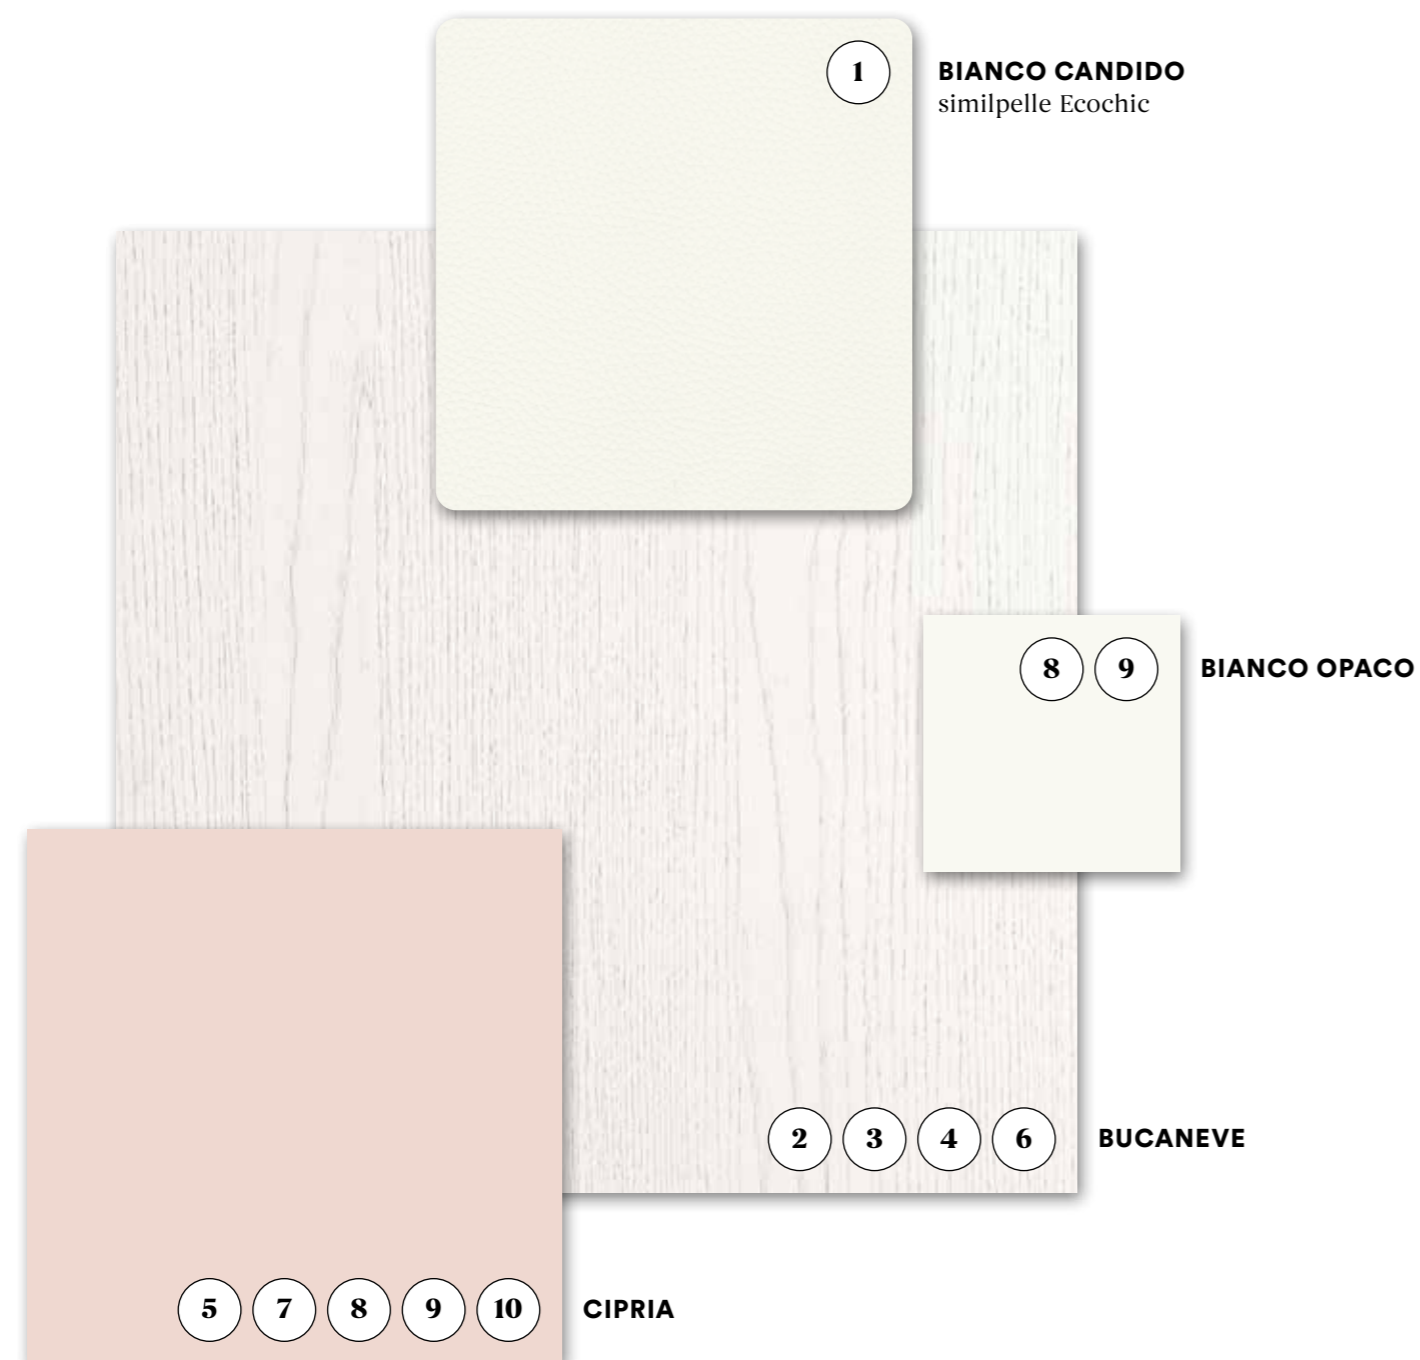 1
BIANCO CANDIDO
similpelle Ecochic
8 9 BIANCO OPACO
2 3 4 6 BUCANEVE
5 7 8 9 10 CIPRIA